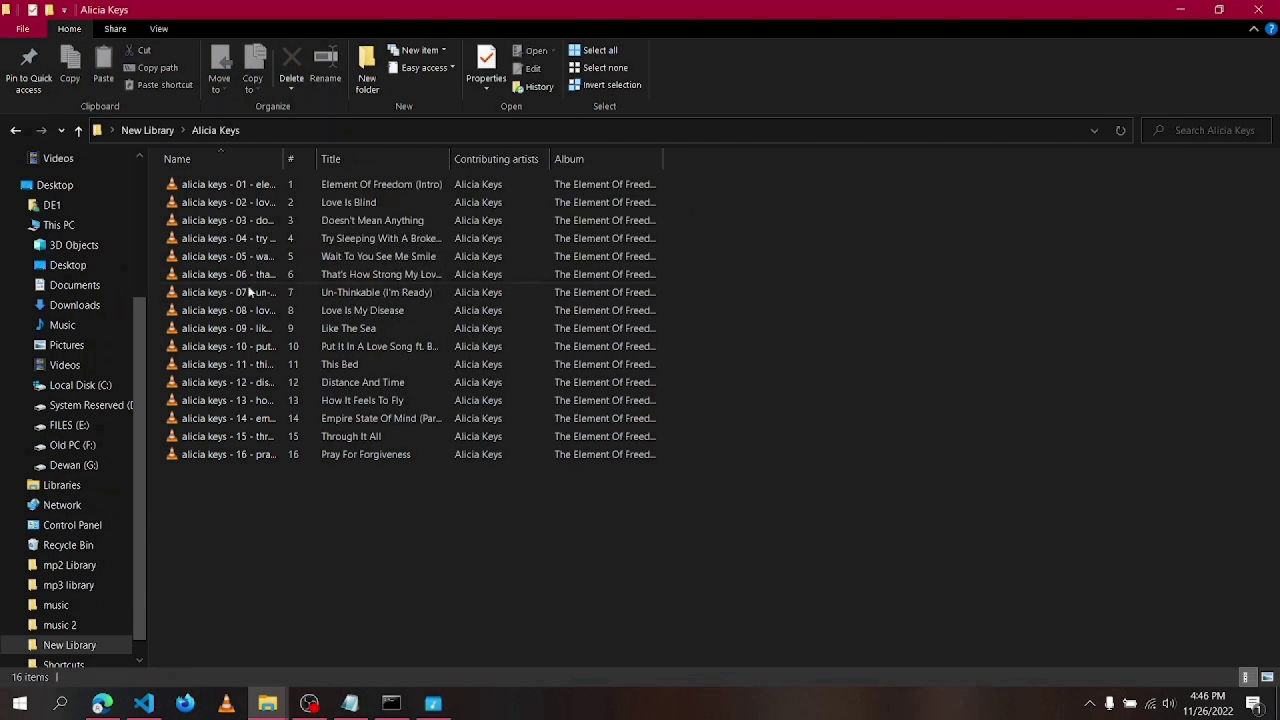 Alicia Keys
File Home Share View
Pin to Quick access
Copy
Paste
Cut
Copy path
Paste shortcut
Clipboard
Move to
Copy to
Delete
Rename
Organize
New folder
New item
Easy access
New
Properties
Open
Edit
History
Open
Select all
Select none
Invert selection
Select
New Library Alicia Keys
Search Alicia Keys
Videos
Desktop
DE1
This PC
3D Objects
Desktop
Documents
Downloads
Music
Pictures
Videos
Local Disk (C:)
System Reserved (D
FILES (E:)
Old PC (F:)
Dewan (G:)
Libraries
Network
Control Panel
Recycle Bin
mp2 Library
mp3 library
music
music 2
New Library
Shortcuts
Name # Title Contributing artists Album
alicia keys - 01 - ele... 1 Element Of Freedom (Intro) Alicia Keys The Element Of Freed...
alicia keys - 02 - lov... 2 Love Is Blind Alicia Keys The Element Of Freed...
alicia keys - 03 - do... 3 Doesn't Mean Anything Alicia Keys The Element Of Freed...
alicia keys - 04 - try ... 4 Try Sleeping With A Broke... Alicia Keys The Element Of Freed...
alicia keys - 05 - wa... 5 Wait To You See Me Smile Alicia Keys The Element Of Freed...
alicia keys - 06 - tha... 6 That's How Strong My Lov... Alicia Keys The Element Of Freed...
alicia keys - 07 - un-... 7 Un-Thinkable (I'm Ready) Alicia Keys The Element Of Freed...
alicia keys - 08 - lov... 8 Love Is My Disease Alicia Keys The Element Of Freed...
alicia keys - 09 - lik... 9 Like The Sea Alicia Keys The Element Of Freed...
alicia keys - 10 - put... 10 Put It In A Love Song ft. B... Alicia Keys The Element Of Freed...
alicia keys - 11 - thi... 11 This Bed Alicia Keys The Element Of Freed...
alicia keys - 12 - dis... 12 Distance And Time Alicia Keys The Element Of Freed...
alicia keys - 13 - ho... 13 How It Feels To Fly Alicia Keys The Element Of Freed...
alicia keys - 14 - em... 14 Empire State Of Mind (Par... Alicia Keys The Element Of Freed...
alicia keys - 15 - thr... 15 Through It All Alicia Keys The Element Of Freed...
alicia keys - 16 - pra... 16 Pray For Forgiveness Alicia Keys The Element Of Freed...
16 items
4:46 PM
11/26/2022